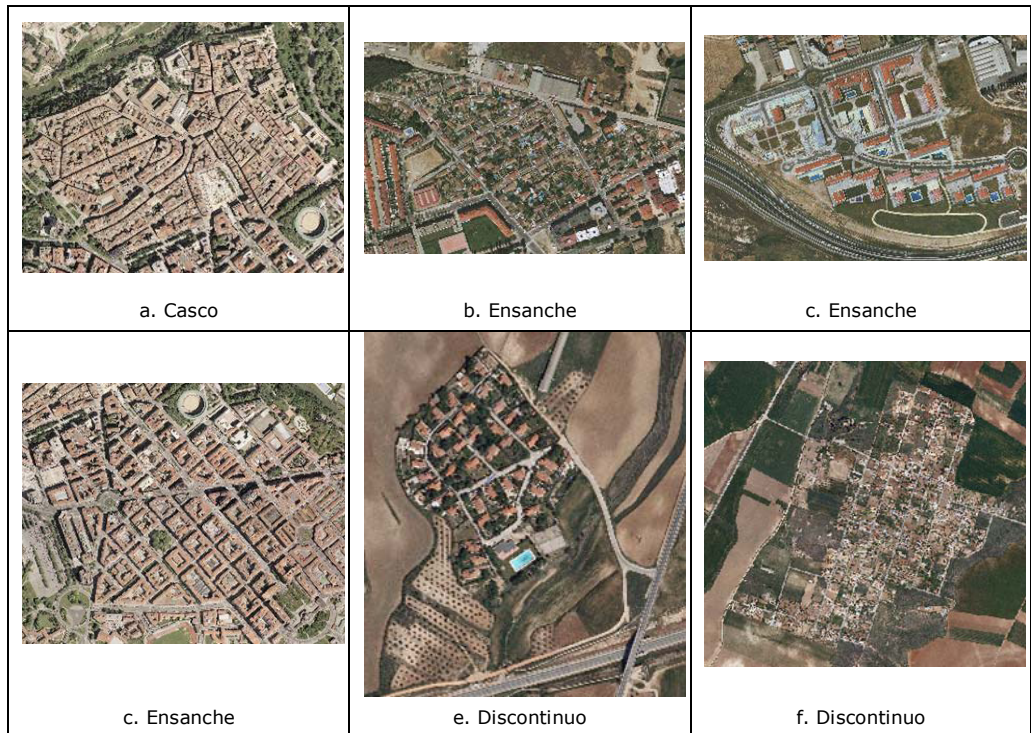 a. Casco
b. Ensanche
c. Ensanche
c. Ensanche
e. Discontinuo
f. Discontinuo